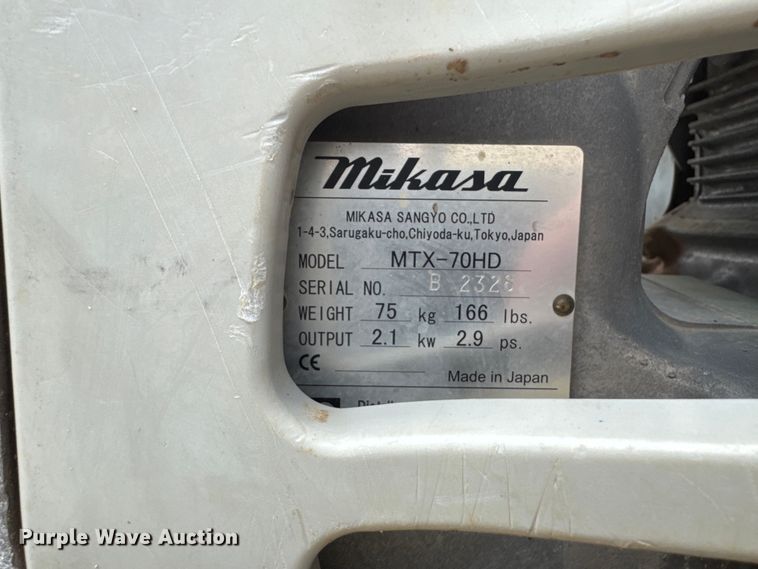 mikasa
MIKASA SANGYO CO.,LTD
1-4-3,Sarugaku-cho,Chiyoda-ku,Tokyo,Japan
MODEL MTX-70HD
SERIAL NO. B
WEIGHT 75 kg 166 lbs.
OUTPUT 2.1 kw 2.9 ps.
CE
Made in Japan
Purple Wave Auction